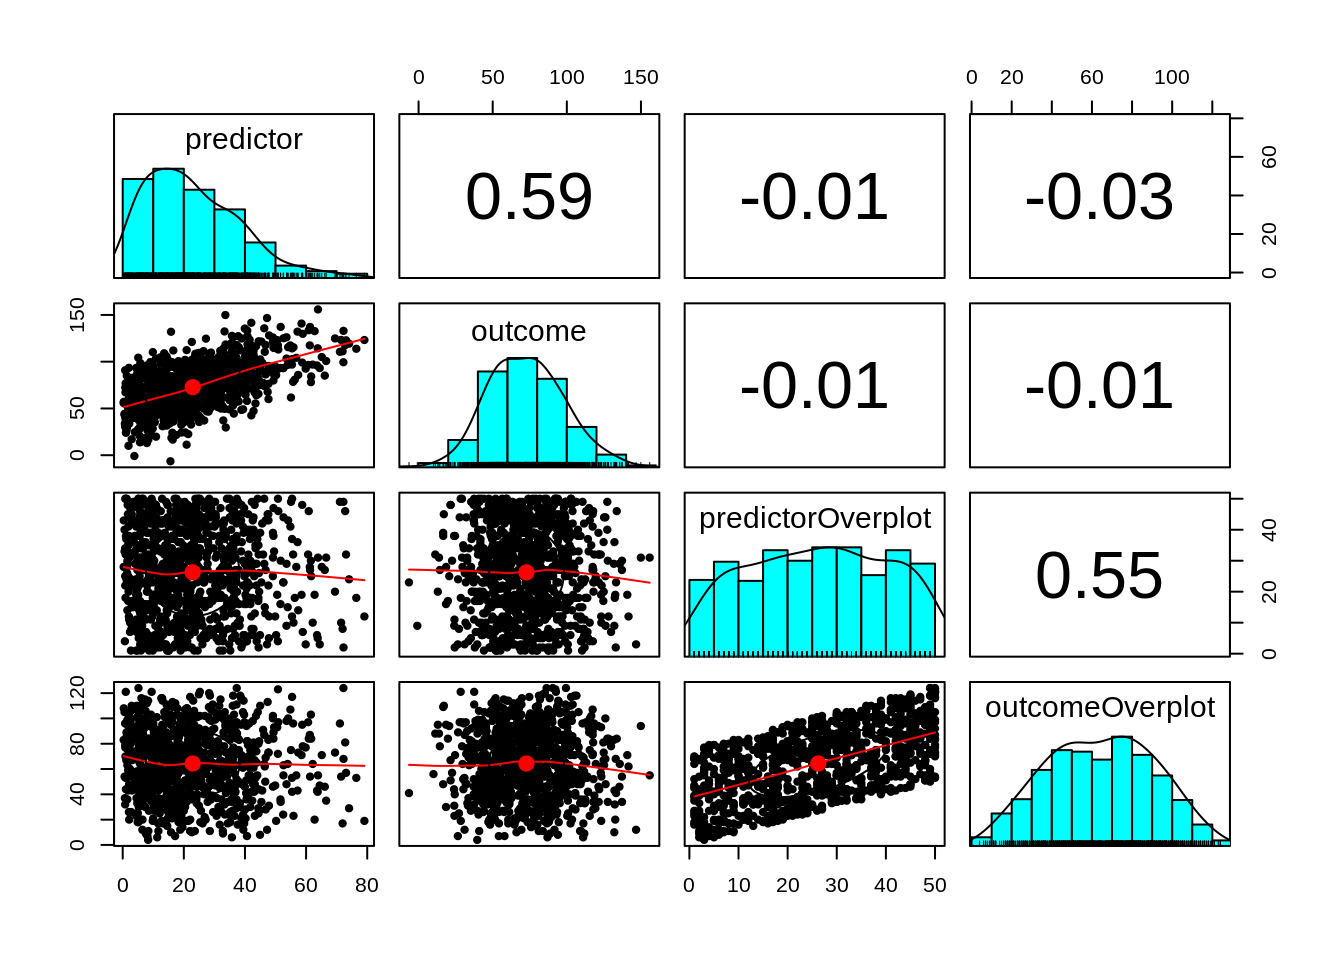 0 50 100 150 0 20 60 100
predictor 0.59 -0.01 -0.03 0 20 60
0 50 150 outcome -0.01 -0.01
predictorOverplot 0.55 0 20 40
0 40 80 120 outcomeOverplot
0 20 40 60 80 0 10 20 30 40 50